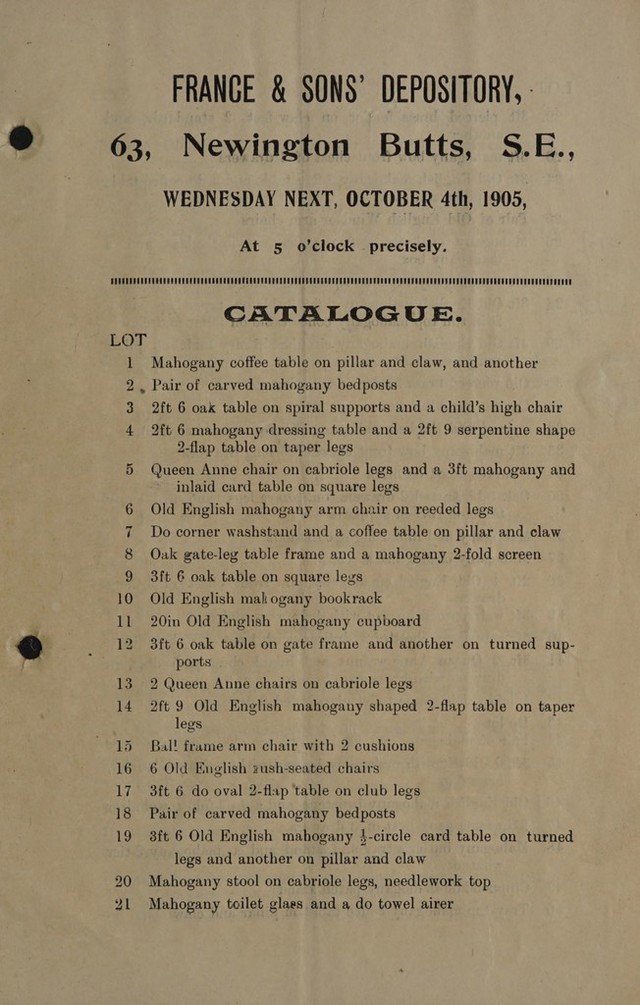 FRANCE & SONS' DEPOSITORY,
63, Newington Butts, S.E.,
WEDNESDAY NEXT, OCTOBER 4th, 1905,
At 5 o'clock precisely.
CATALOGUE.
LOT
1 Mahogany coffee table on pillar and claw, and another
2 Pair of carved mahogany bedposts
3 2ft 6 oak table on spiral supports and a child's high chair
4 2ft 6 mahogany dressing table and a 2ft 9 serpentine shape
2-flap table on taper legs
5 Queen Anne chair on cabriole legs and a 3ft mahogany and
inlaid card table on square legs
6 Old English mahogany arm chair on reeded legs
7 Do corner washstand and a coffee table on pillar and claw
8 Oak gate-leg table frame and a mahogany 2-fold screen
9 3ft 6 oak table on square legs
10 Old English mahogany bookrack
11 20in Old English mahogany cupboard
12 3ft 6 oak table on gate frame and another on turned sup-
ports
13 2 Queen Anne chairs on cabriole legs
14 2ft 9 Old English mahogany shaped 2-flap table on taper
legs
15 Ball frame arm chair with 2 cushions
16 6 Old English rush-seated chairs
17 3ft 6 do oval 2-flap table on club legs
18 Pair of carved mahogany bedposts
19 3ft 6 Old English mahogany ½-circle card table on turned
legs and another on pillar and claw
20 Mahogany stool on cabriole legs, needlework top
21 Mahogany toilet glass and a do towel airer